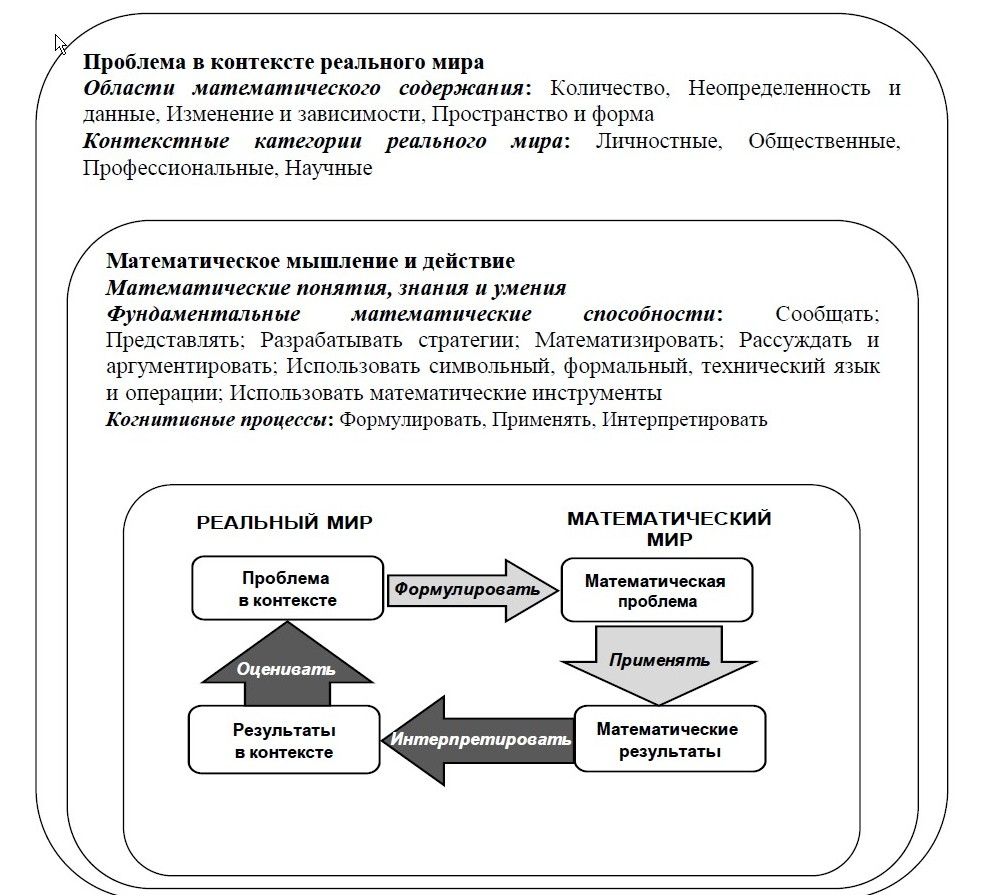 Проблема в контексте реального мира
Области математического содержания: Количество, Неопределенность и
данные, Изменение и зависимости, Пространство и форма
Контекстные категории реального мира: Личностные, Общественные,
Профессиональные, Научные
Математическое мышление и действие
Математические понятия, знания и умения
Фундаментальные математические способности: Сообщать;
Представлять; Разрабатывать стратегии; Математизировать; Рассуждать и
аргументировать; Использовать символьный, формальный, технический язык
и операции; Использовать математические инструменты
Когнитивные процессы: Формулировать, Применять, Интерпретировать
РЕАЛЬНЫЙ МИР
МАТЕМАТИЧЕСКИЙ
МИР
Проблема
в контексте
Формулировать
Математическая
проблема
Оценивать
Применять
Результаты
в контексте
Интерпретировать
Математические
результаты